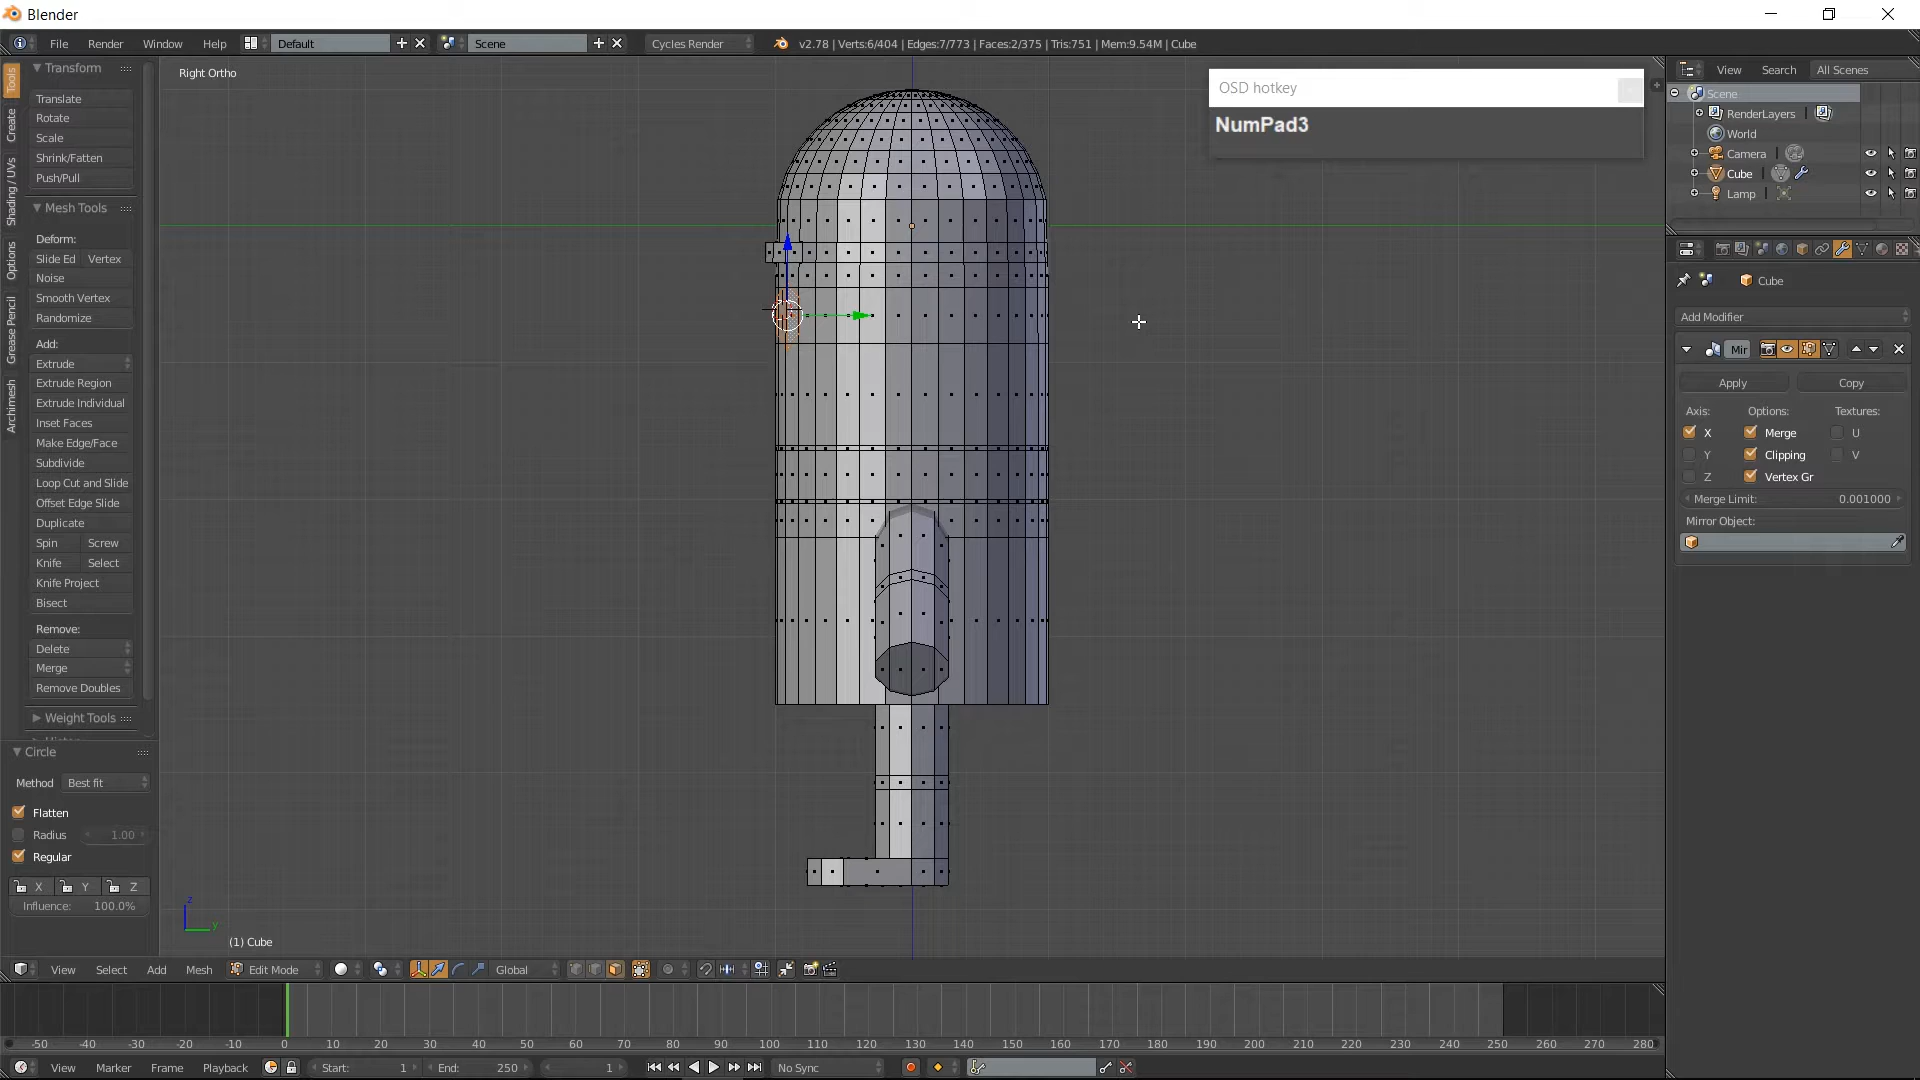 Blender
File Render Window Help Default Scene Cycles Render v2.78 | Verts:6/404 | Edges:7/773 | Faces:2/375 | Tris:751 | Mem:9.54M | Cube
Right Ortho
OSD hotkey
NumPad3
Tools
Create
Shading / UVs
Options
Grease Pencil
Archimesh
Transform
Translate
Rotate
Scale
Shrink/Fatten
Push/Pull
Mesh Tools
Deform:
Slide Ed Vertex
Noise
Smooth Vertex
Randomize
Add:
Extrude
Extrude Region
Extrude Individual
Inset Faces
Make Edge/Face
Subdivide
Loop Cut and Slide
Offset Edge Slide
Duplicate
Spin Screw
Knife Select
Knife Project
Bisect
Remove:
Delete
Merge
Remove Doubles
Weight Tools
Circle
Method Best fit
Flatten
Radius 1.00
Regular
X Y Z
Influence: 100.0%
z
y
(1) Cube
View Select Add Mesh Edit Mode Global
-50 -40 -30 -20 -10 0 10 20 30 40 50 60 70 80 90 100 110 120 130 140 150 160 170 180 190 200 210 220 230 240 250 260 270 280
View Marker Frame Playback Start: 1 End: 250 1 No Sync
View Search All Scenes
Scene
RenderLayers
World
Camera
Cube
Lamp
Cube
Add Modifier
Mir
Apply Copy
Axis: Options: Textures:
X Merge U
Y Clipping V
Z Vertex Gr
Merge Limit: 0.001000
Mirror Object: